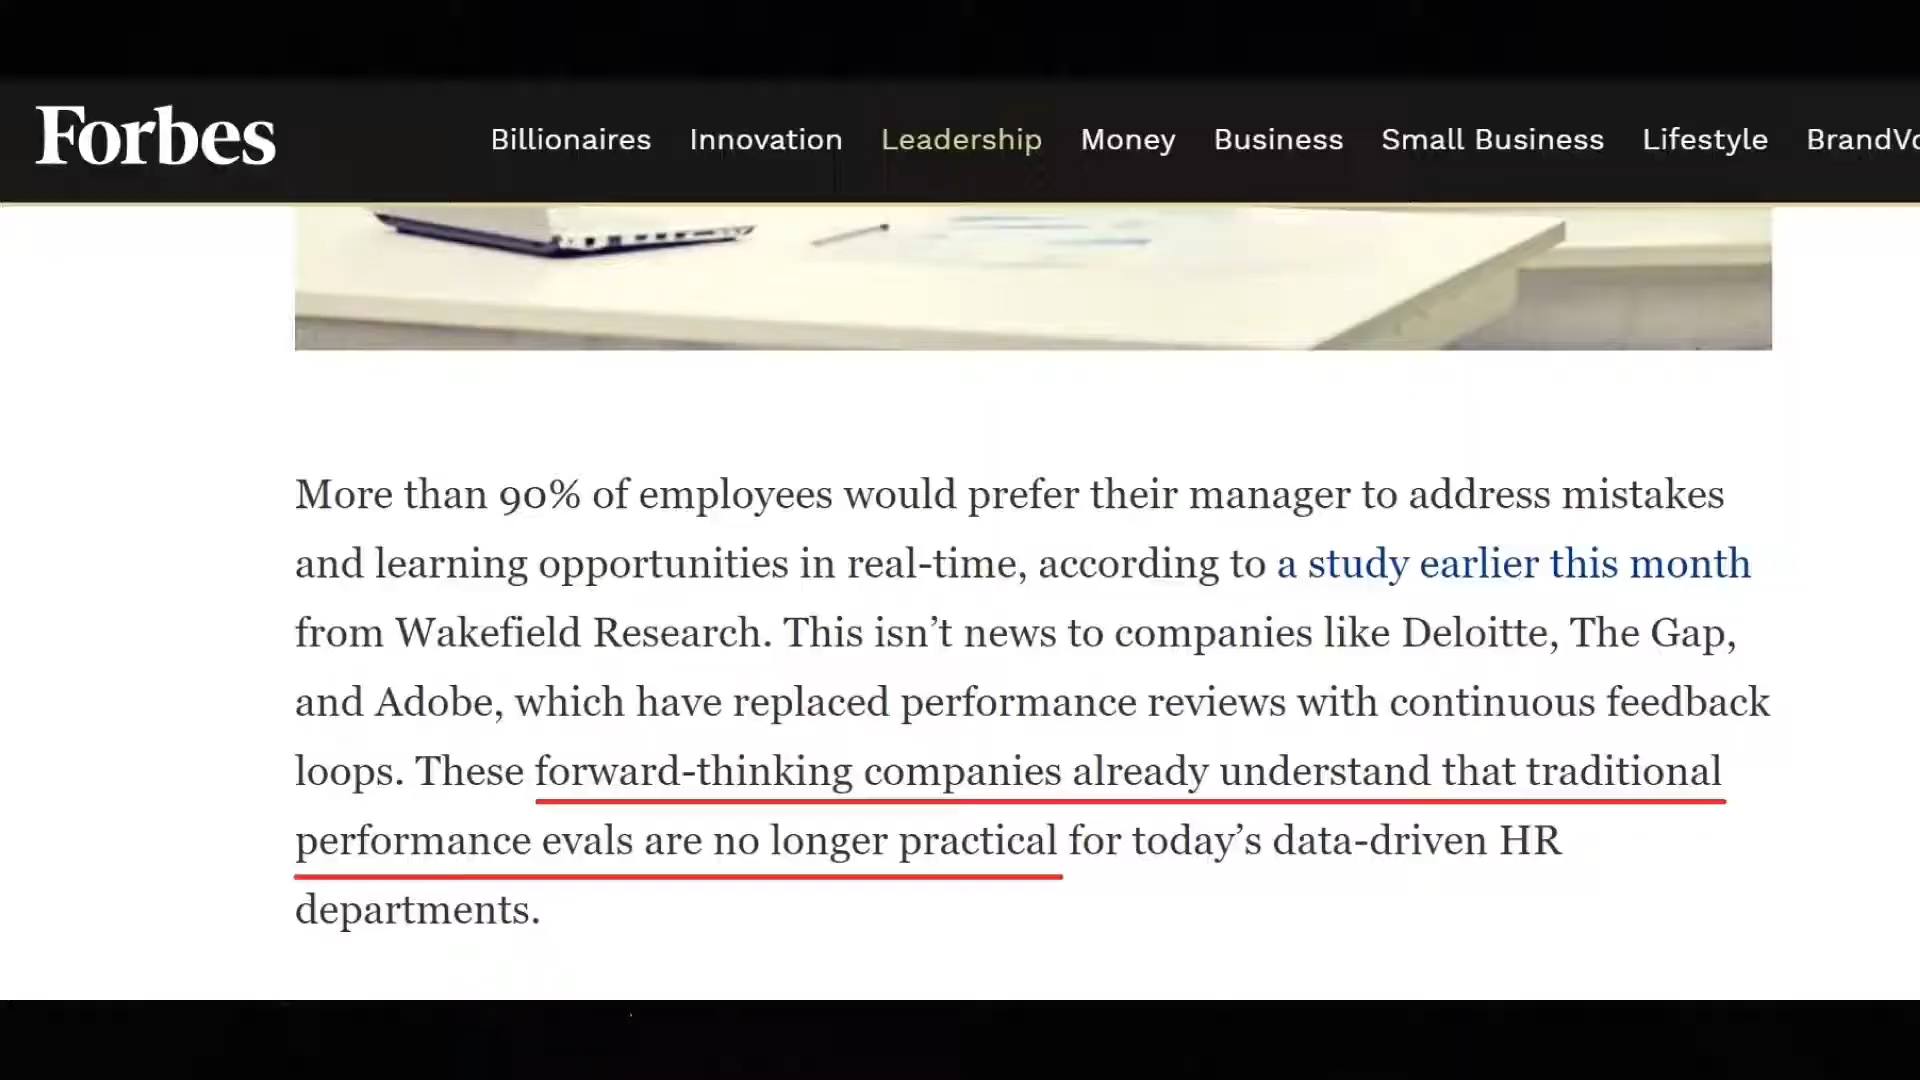 Forbes
Billionaires Innovation Leadership Money Business Small Business Lifestyle
More than 90% of employees would prefer their manager to address mistakes
and learning opportunities in real-time, according to a study earlier this month
from Wakefield Research. This isn’t news to companies like Deloitte, The Gap,
and Adobe, which have replaced performance reviews with continuous feedback
loops. These forward-thinking companies already understand that traditional
performance evals are no longer practical for today’s data-driven HR
departments.